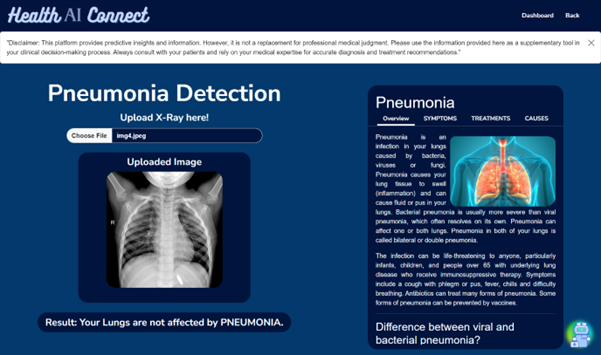 Health AI Connect
Dashboard
Back
"Disclaimer: This platform provides predictive insights and information. However, it is not a replacement for professional medical judgment. Please use the information provided here as a supplementary tool in
your clinical decision-making process. Always consult with your patients and rely on your medical expertise for accurate diagnosis and treatment recommendations."
Pneumonia Detection
Upload X-Ray here!
Choose File img4.jpeg
Uploaded Image
R
Result: Your Lungs are not affected by PNEUMONIA.
Pneumonia
Overview SYMPTOMS TREATMENTS CAUSES
Pneumonia is an
infection in your lungs
caused by bacteria,
viruses or fungi.
Pneumonia causes your
lung tissue to swell
(inflammation) and can
cause fluid or pus in your
lungs. Bacterial pneumonia is usually more severe than viral
pneumonia, which often resolves on its own. Pneumonia can
affect one or both lungs. Pneumonia in both of your lungs is
called bilateral or double pneumonia.
The infection can be life-threatening to anyone, particularly
infants, children, and people over 65 with underlying lung
disease who receive immunosuppressive therapy. Symptoms
include a cough with phlegm or pus, fever, chills and difficulty
breathing. Antibiotics can treat many forms of pneumonia. Some
forms of pneumonia can be prevented by vaccines.
Difference between viral and
bacterial pneumonia?